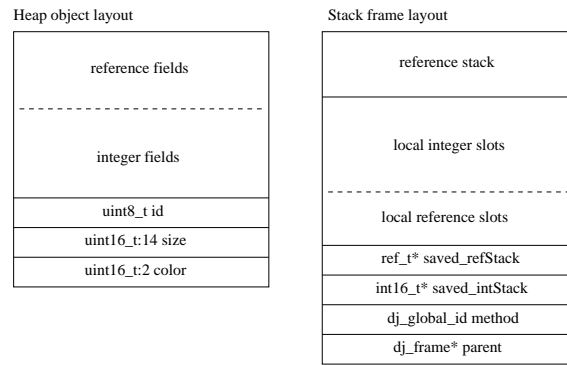 Heap object layout
reference fields
integer fields
uint8_t id
uint16_t:14 size
uint16_t:2 color
Stack frame layout
reference stack
local integer slots
local reference slots
ref_t* saved_refStack
int16_t* saved_intStack
dj_global_id method
dj_frame* parent